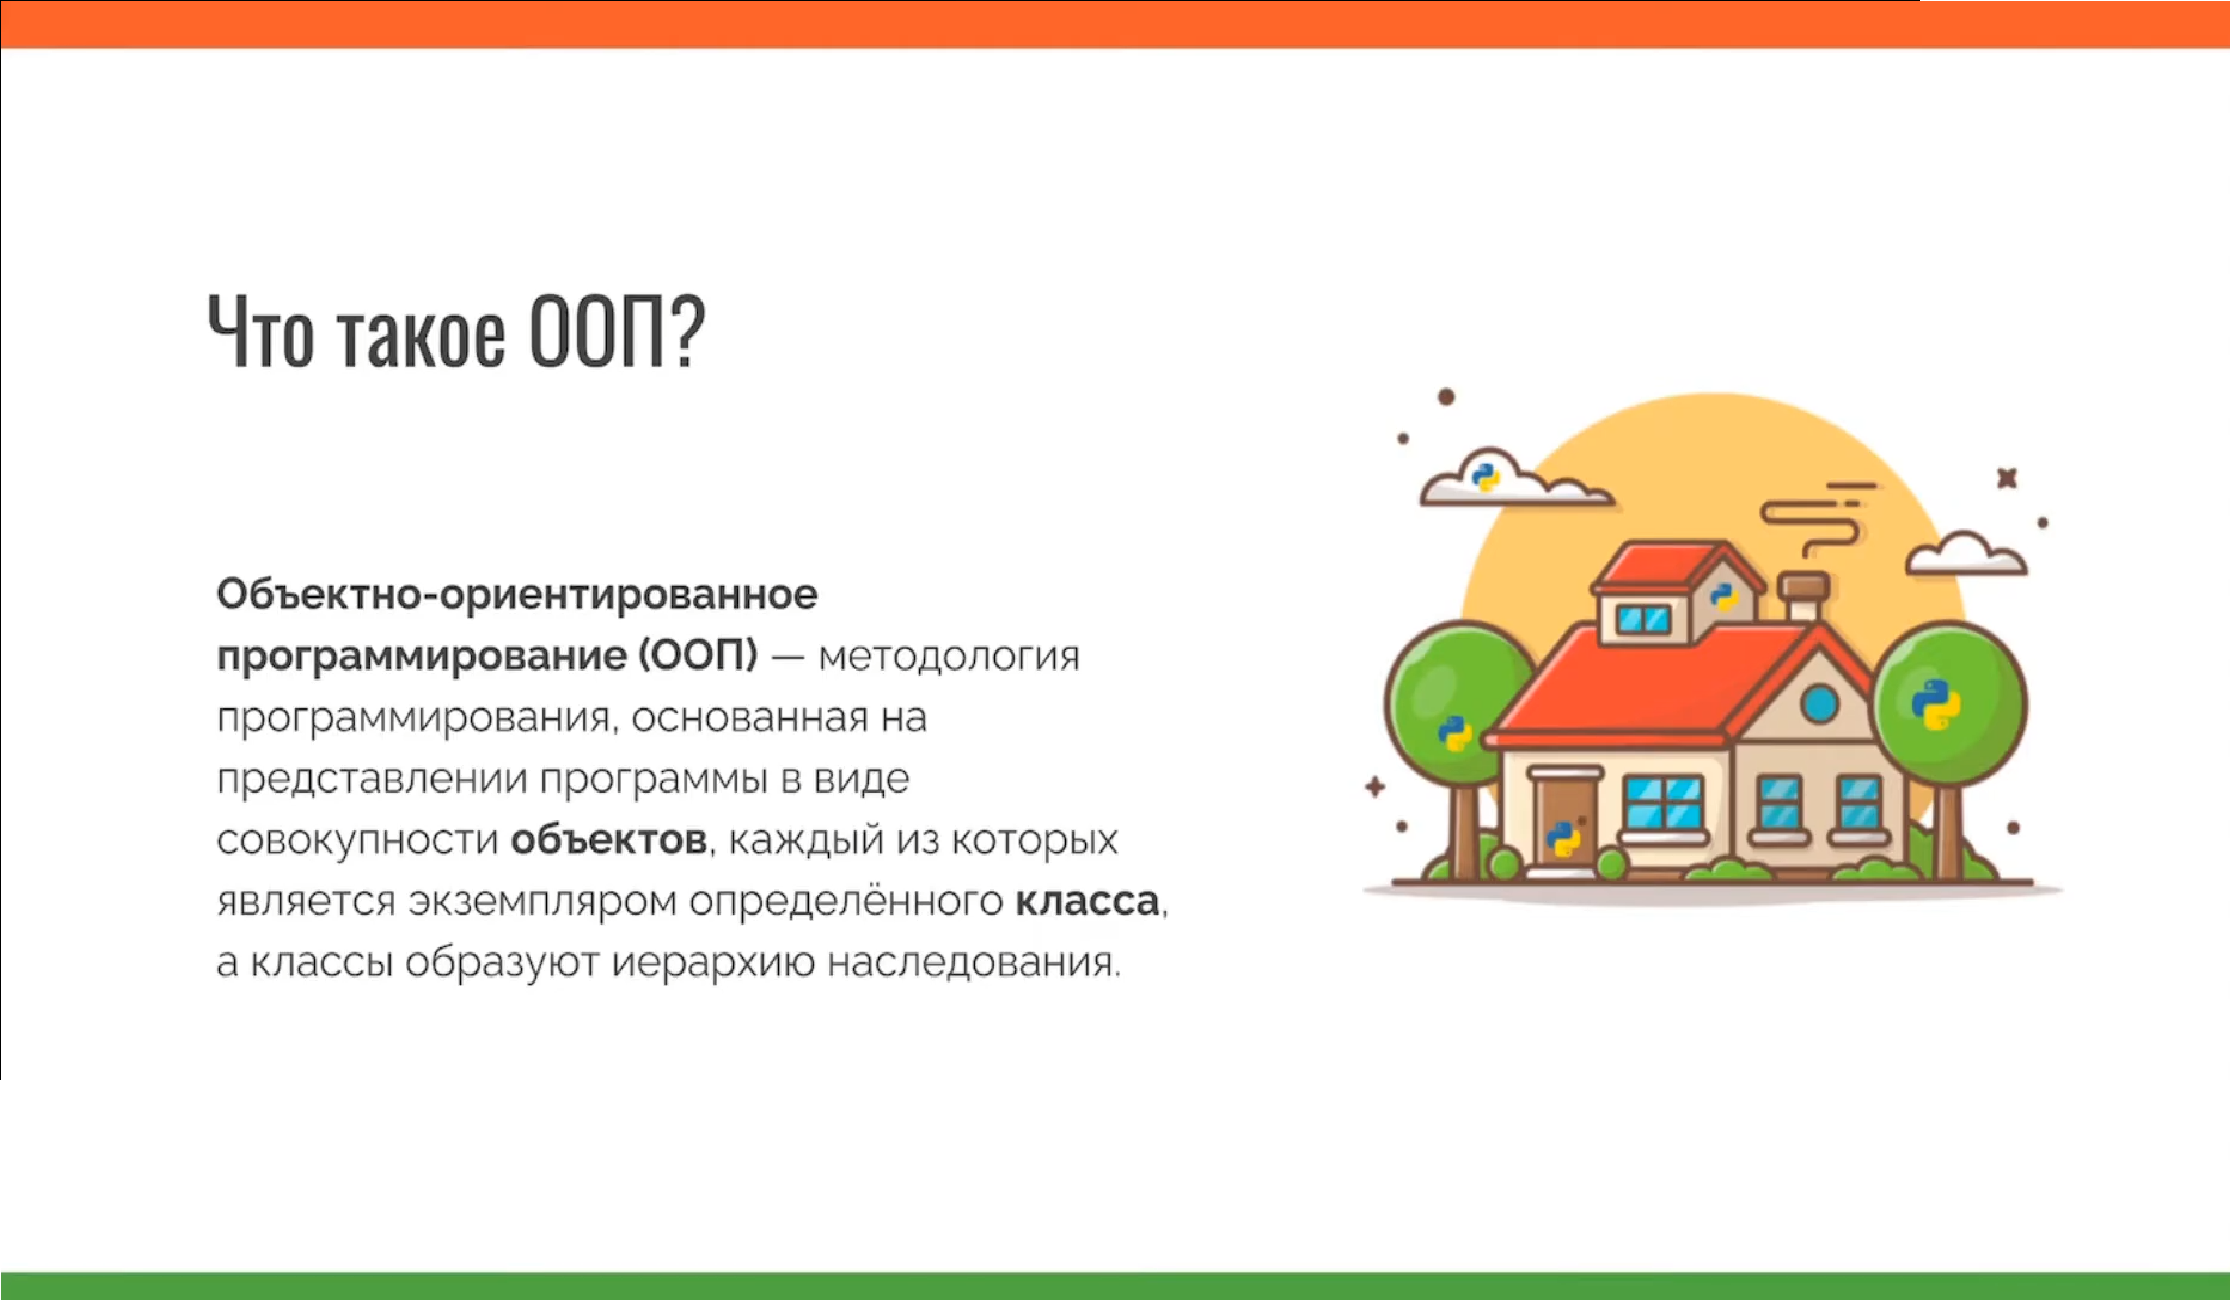 Что такое ООП?
Объектно-ориентированное
программирование (ООП) — методология
программирования, основанная на
представлении программы в виде
совокупности объектов, каждый из которых
является экземпляром определённого класса,
а классы образуют иерархию наследования.